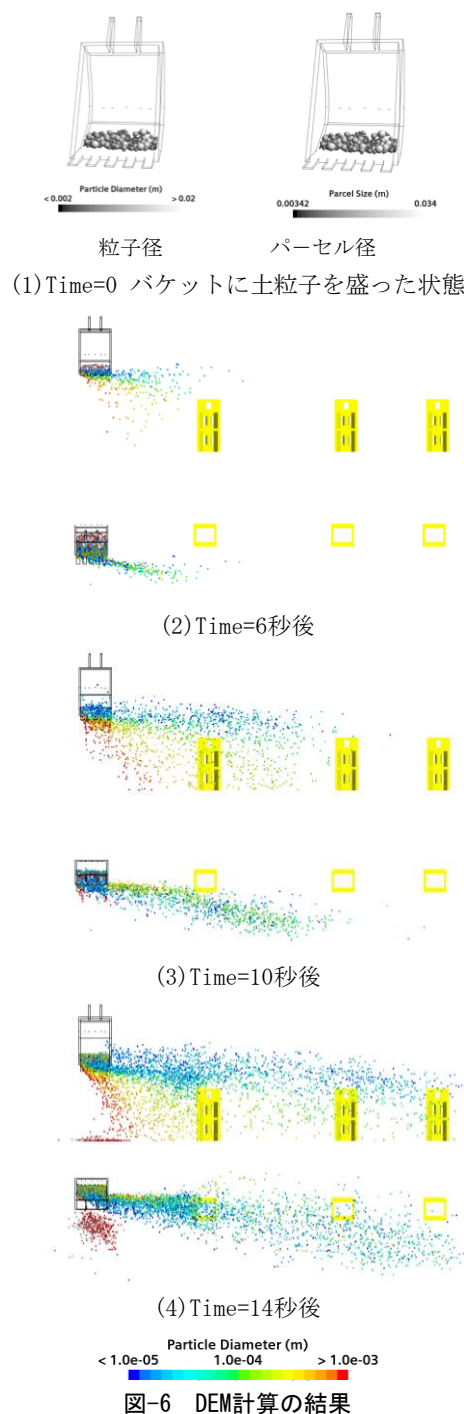 Particle Diameter (m)
< 0.002 > 0.02
Parcel Size (m)
0.00342 0.034
粒子径 パーセル径
(1)Time=0 バケットに土粒子を盛った状態
(2)Time=6秒後
(3)Time=10秒後
(4)Time=14秒後
Particle Diameter (m)
< 1.0e-05 1.0e-04 > 1.0e-03
図-6 DEM計算の結果